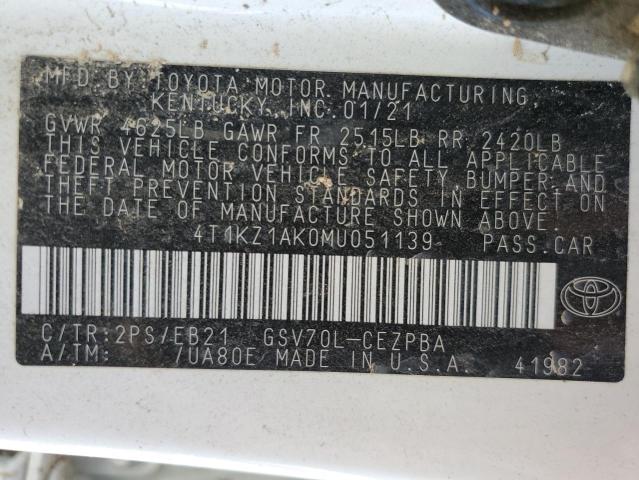 MFD. BY: TOYOTA MOTOR MANUFACTURING,
KENTUCKY, INC. 01/21
GVWR 4625LB GAWR FR 2515LB RR 2420LB
THIS VEHICLE CONFORMS TO ALL APPLICABLE
FEDERAL MOTOR VEHICLE SAFETY, BUMPER, AND
THEFT PREVENTION STANDARDS IN EFFECT ON
THE DATE OF MANUFACTURE SHOWN ABOVE.
4T1KZ1AK0MU051139 PASS.CAR
C/TR:2PS/EB21 GSV70L-CEZPBA
A/TM: /UA80E MADE IN U.S.A. 41982